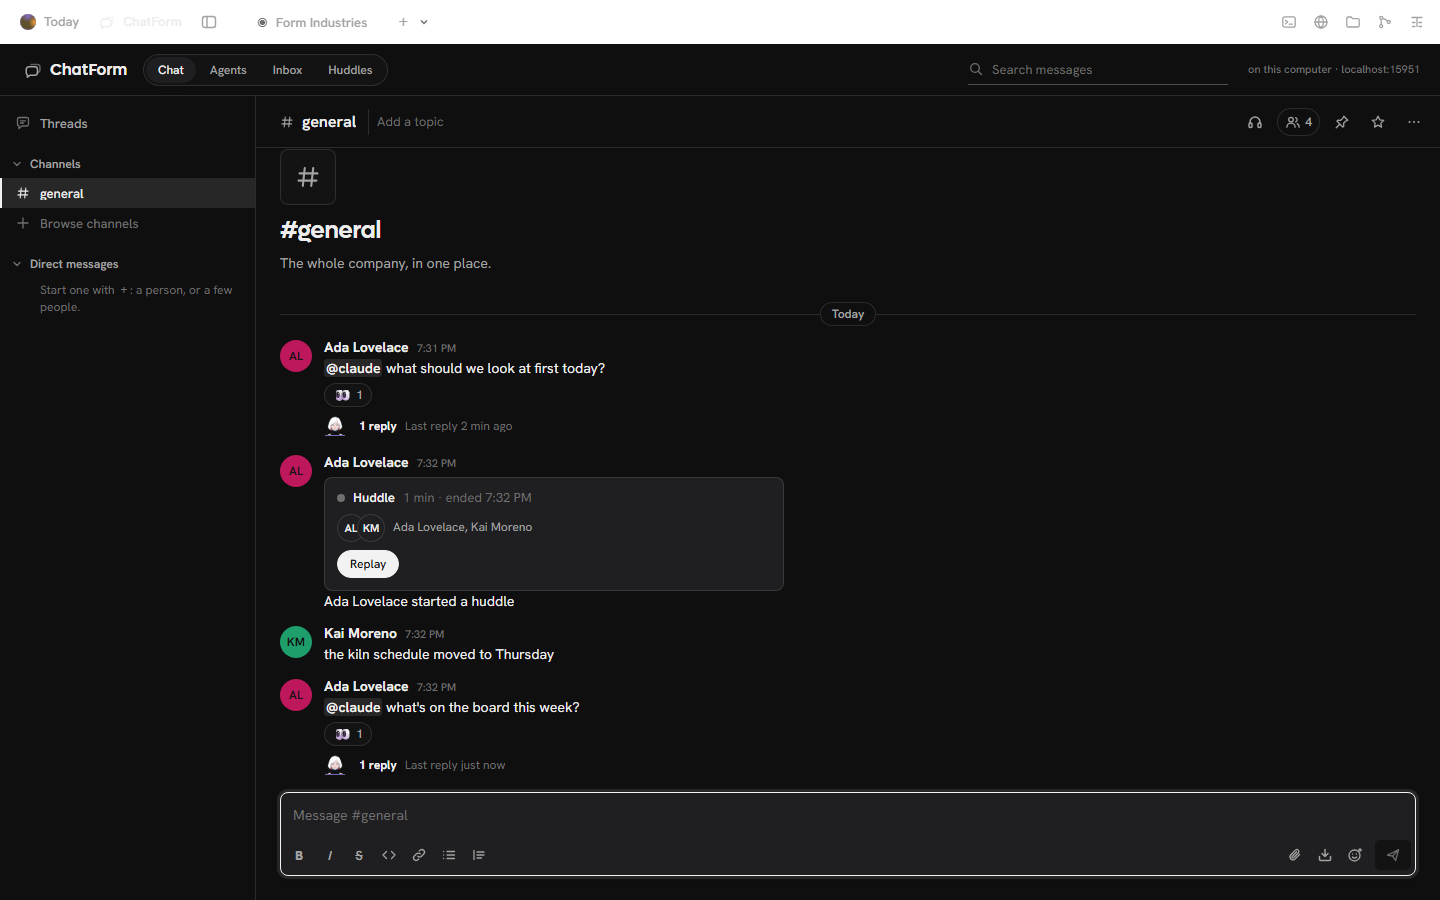 Today
ChatForm
Form Industries
ChatForm
Chat
Agents
Inbox
Huddles
Search messages
on this computer · localhost:15951
Threads
Channels
# general
Browse channels
Direct messages
Start one with + : a person, or a few
people.
# general
Add a topic
4
#
#general
The whole company, in one place.
Today
AL
Ada Lovelace 7:31 PM
@claude what should we look at first today?
👀 1
1 reply Last reply 2 min ago
AL
Ada Lovelace 7:32 PM
Huddle 1 min · ended 7:32 PM
AL KM Ada Lovelace, Kai Moreno
Replay
Ada Lovelace started a huddle
KM
Kai Moreno 7:32 PM
the kiln schedule moved to Thursday
AL
Ada Lovelace 7:32 PM
@claude what's on the board this week?
👀 1
1 reply Last reply just now
Message #general
B I S